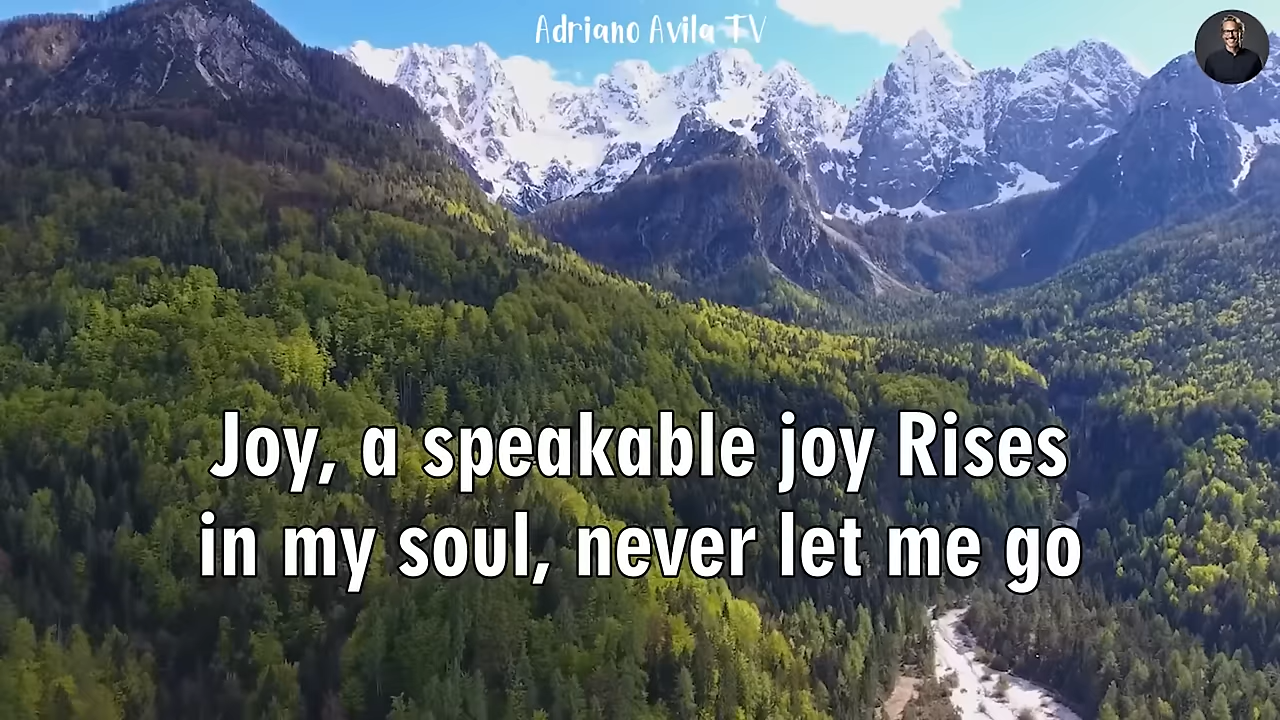 Adriano Avila TV
Joy, a speakable joy Rises
in my soul, never let me go